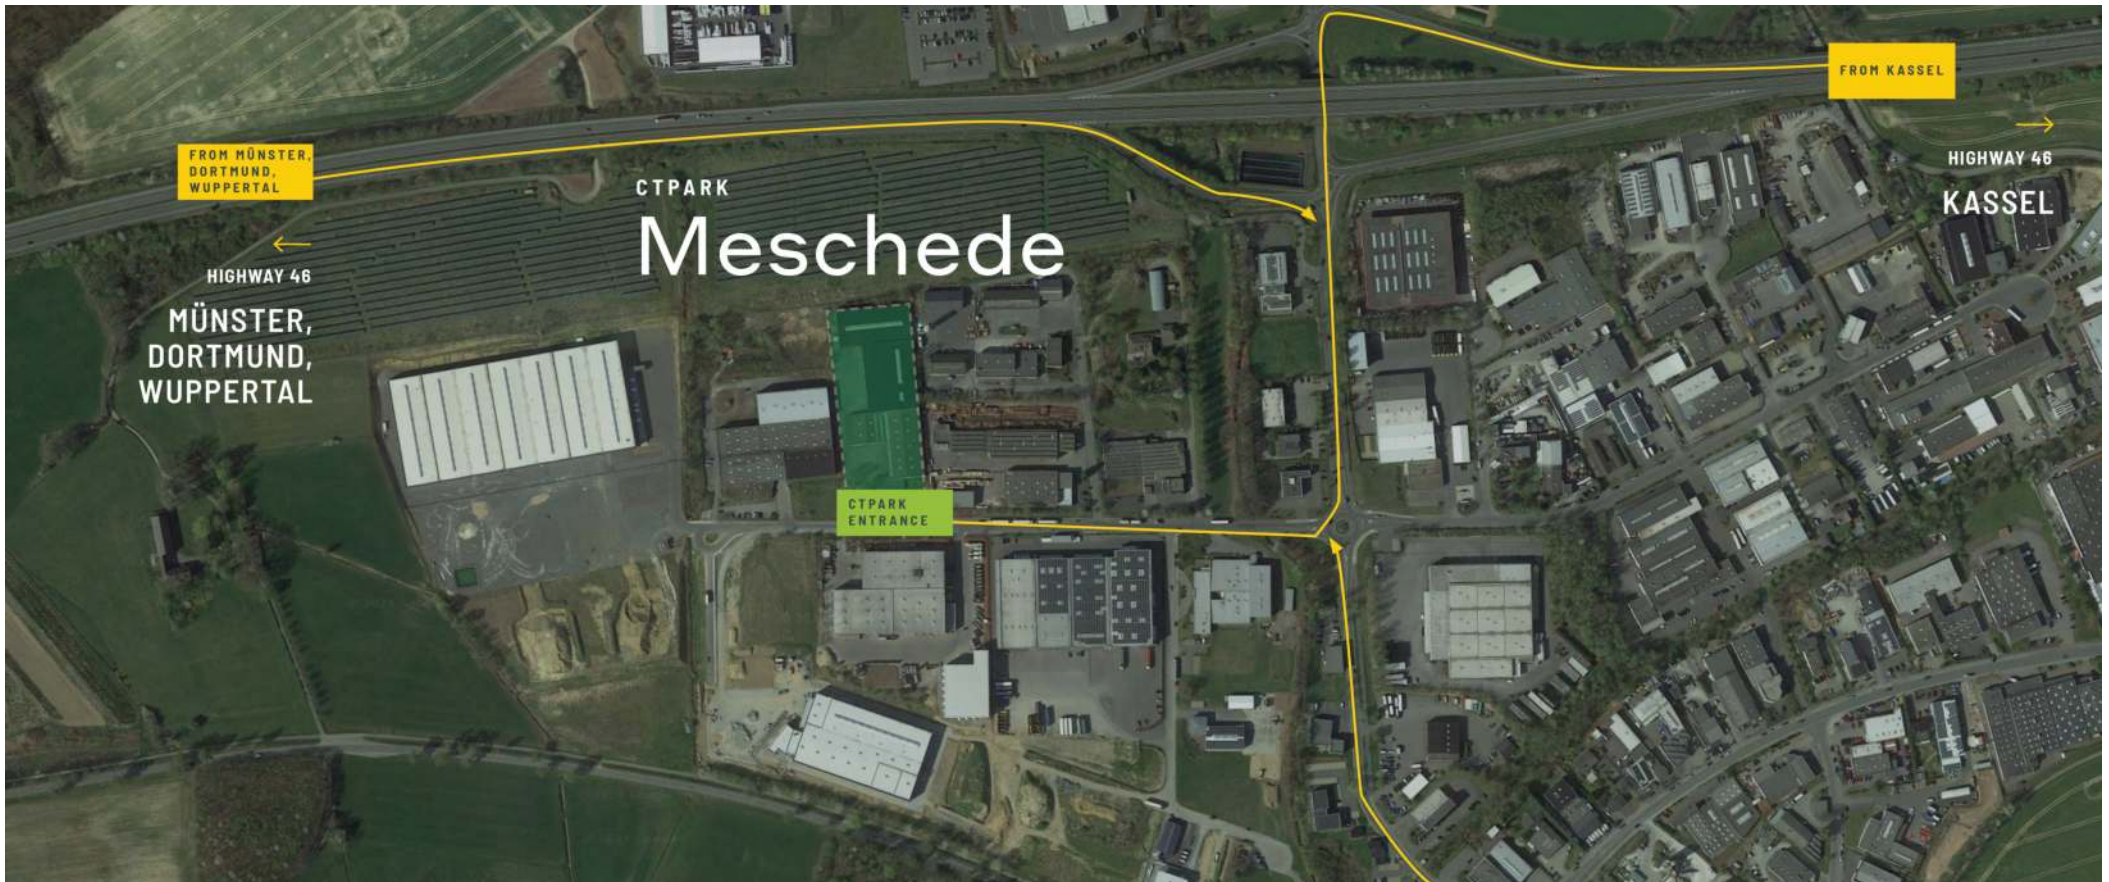 FROM KASSEL
FROM MÜNSTER,
DORTMUND,
WUPPERTAL
HIGHWAY 46
KASSEL
CTPARK
Meschede
HIGHWAY 46
MÜNSTER,
DORTMUND,
WUPPERTAL
CTPARK
ENTRANCE